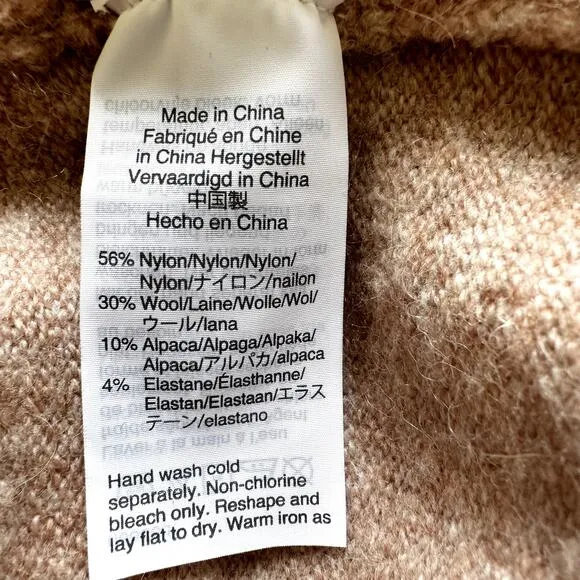 Made in China
Fabriqué en Chine
in China Hergestellt
Vervaardigd in China
中国製
Hecho en China
56% Nylon/Nylon/Nylon/
Nylon/ナイロン/nailon
30% Wool/Laine/Wolle/Wol/
ウール/lana
10% Alpaca/Alpaga/Alpaka/
Alpaca/アルパカ/alpaca
4% Elastane/Élasthanne/
Elastan/Elastaan/エラス
テーン/elastano
Hand wash cold
separately. Non-chlorine
bleach only. Reshape and
lay flat to dry. Warm iron as